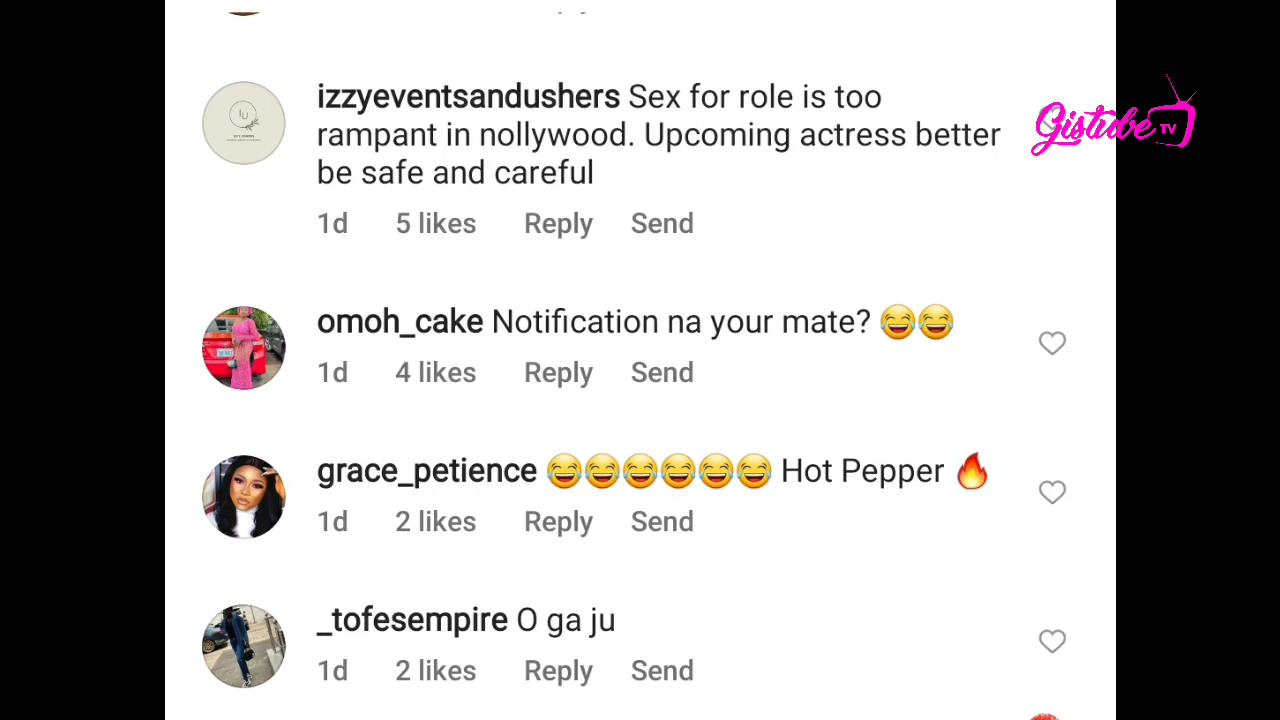 izzyeventsandushers Sex for role is too
rampant in nollywood. Upcoming actress better
be safe and careful
1d 5 likes Reply Send
Gistube TV
omoh_cake Notification na your mate? 😂😂
1d 4 likes Reply Send
grace_petience 😂😂😂😂😂😂 Hot Pepper 🔥
1d 2 likes Reply Send
_tofesempire O ga ju
1d 2 likes Reply Send